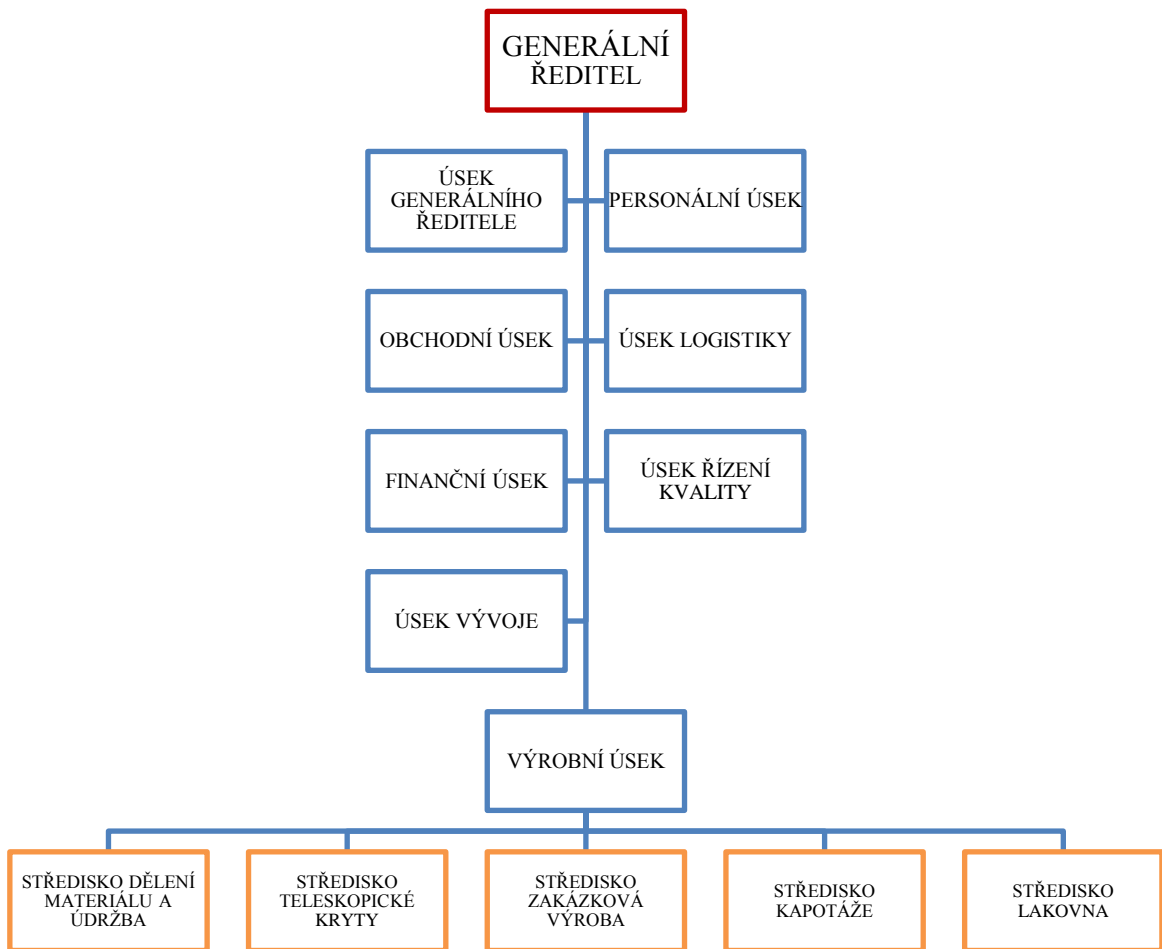 GENERÁLNÍ
ŘEDITEL
ÚSEK
GENERÁLNÍHO
ŘEDITELE
PERSONÁLNÍ ÚSEK
OBCHODNÍ ÚSEK
ÚSEK LOGISTIKY
FINANČNÍ ÚSEK
ÚSEK ŘÍZENÍ
KVALITY
ÚSEK VÝVOJE
VÝROBNÍ ÚSEK
STŘEDISKO DĚLENÍ
MATERIÁLU A
ÚDRŽBA
STŘEDISKO
TELESKOPICKÉ
KRYTY
STŘEDISKO
ZAKÁZKOVÁ
VÝROBA
STŘEDISKO
KAPOTÁŽE
STŘEDISKO
LAKOVNA